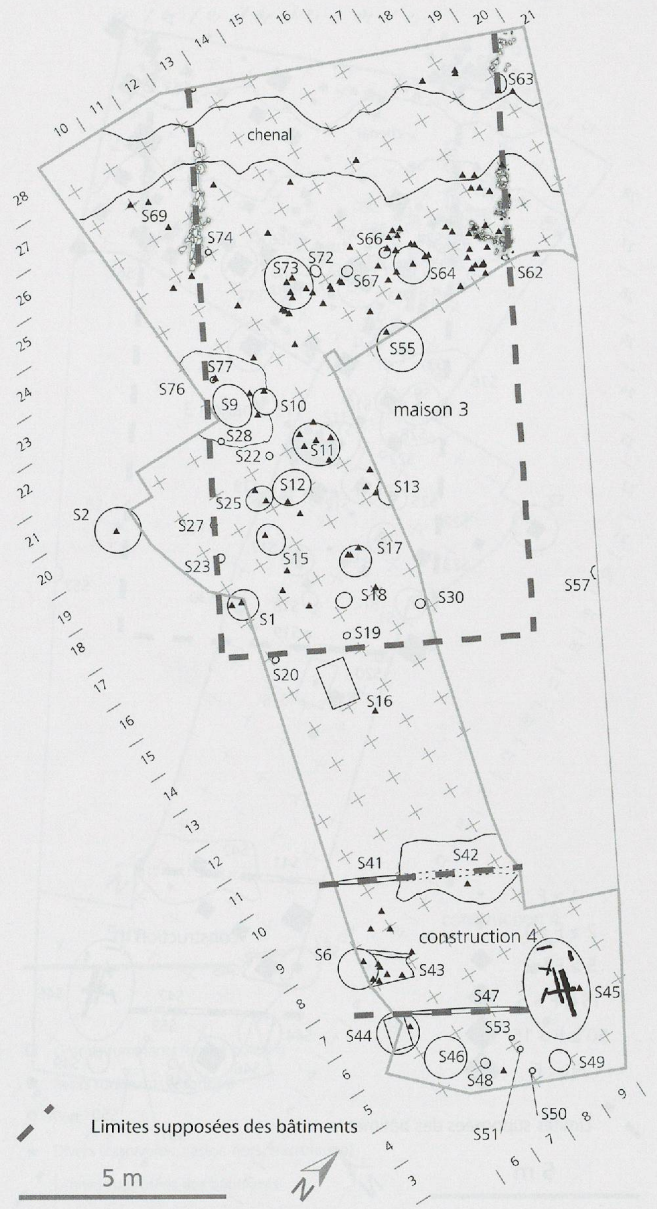 10 11 12 13 14 15 16 17 18 19 20 21
S63
chenal
28
S69
27
S74
S73 S72 S66
S67 S64 S62
26
25
S55
S77
S76
24
S9 S10
maison 3
S28
23
S22 S11
22
S12
S25 S13
S2
S27
21
S15 S17
S23
20
S57
S1 S18 S30
19
S19
18
S20
17
S16
16
15
14
13
12
S41 S42
11
10
construction 4
S6
9
S43
S45
8
S47
S44
S53
7
S46 S49
S48
6
S50
S51
5
4
3
6 7 8 9
Limites supposées des bâtiments
5 m
N